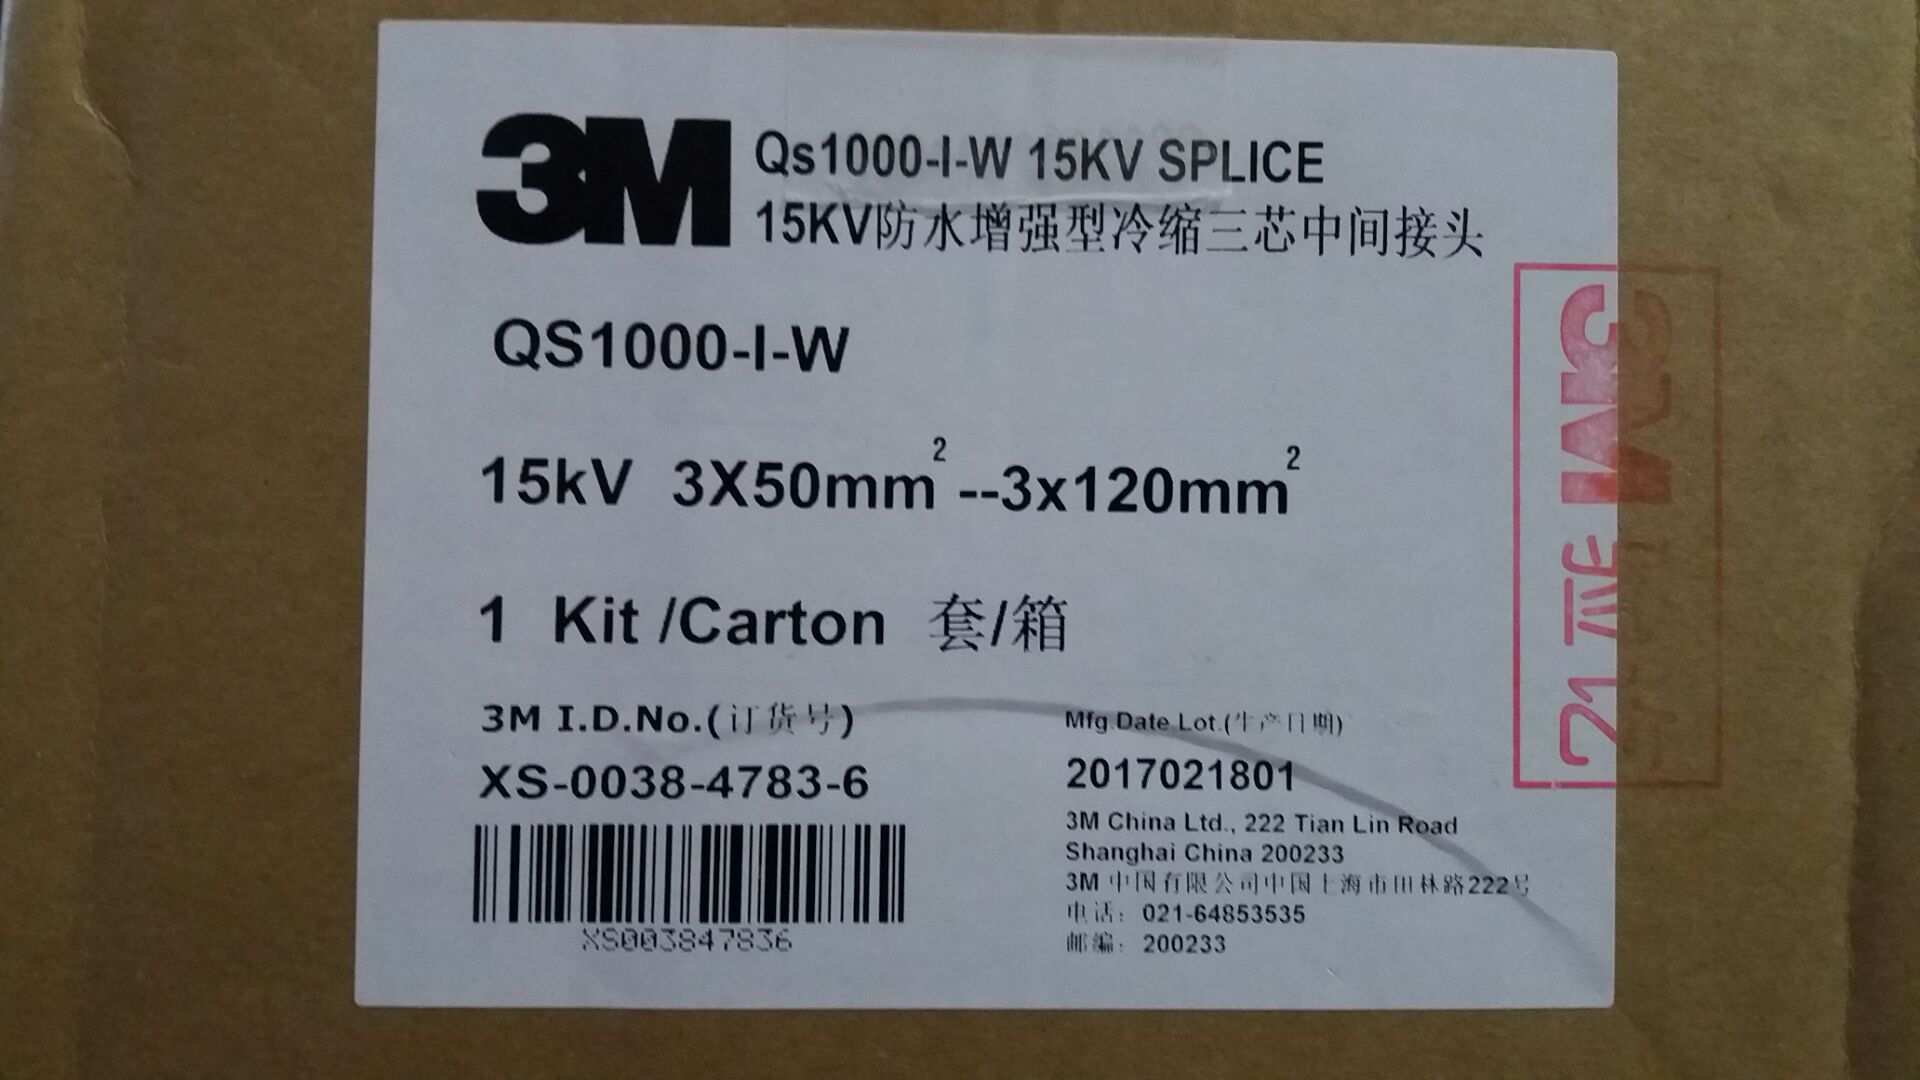 3M
Qs1000-I-W 15KV SPLICE
15KV防水增强型冷缩三芯中间接头
QS1000-I-W
15kV 3X50mm² --3x120mm²
1 Kit /Carton 套/箱
3M I.D.No.(订货号)
XS-0038-4783-6
XS003847836
Mfg.Date.Lot.(生产日期)
2017021801
3M China Ltd., 222 Tian Lin Road
Shanghai China 200233
3M 中国有限公司中国上海市田林路222号
电话：021-64853535
邮编：200233
3M